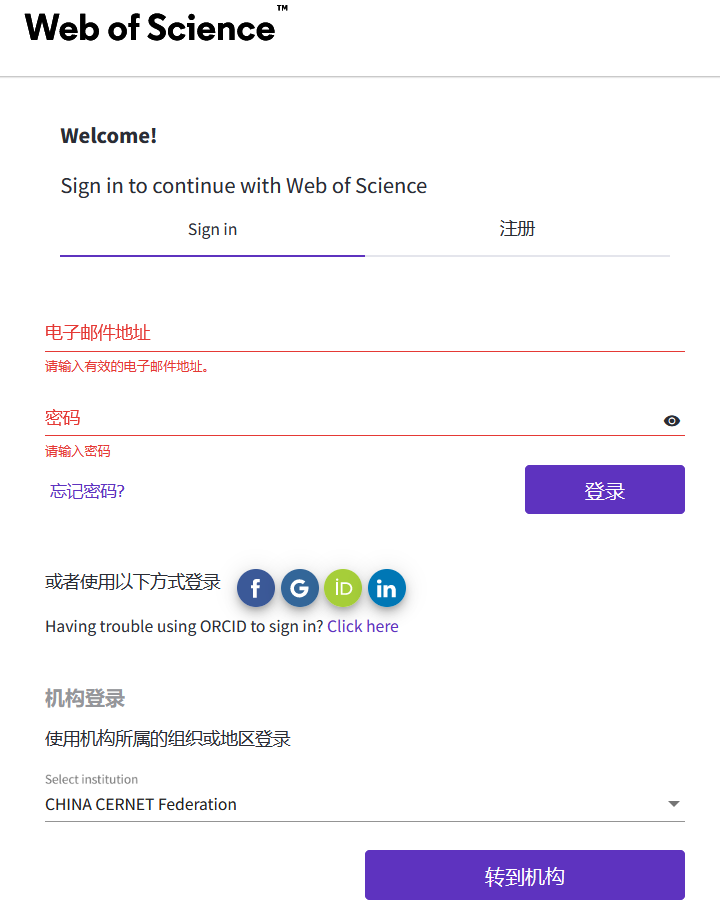 Web of Science™
Welcome!
Sign in to continue with Web of Science
Sign in
注册
电子邮件地址
请输入有效的电子邮件地址。
密码
请输入密码
忘记密码?
登录
或者使用以下方式登录
f
G
iD
in
Having trouble using ORCID to sign in? Click here
机构登录
使用机构所属的组织或地区登录
Select institution
CHINA CERNET Federation
转到机构